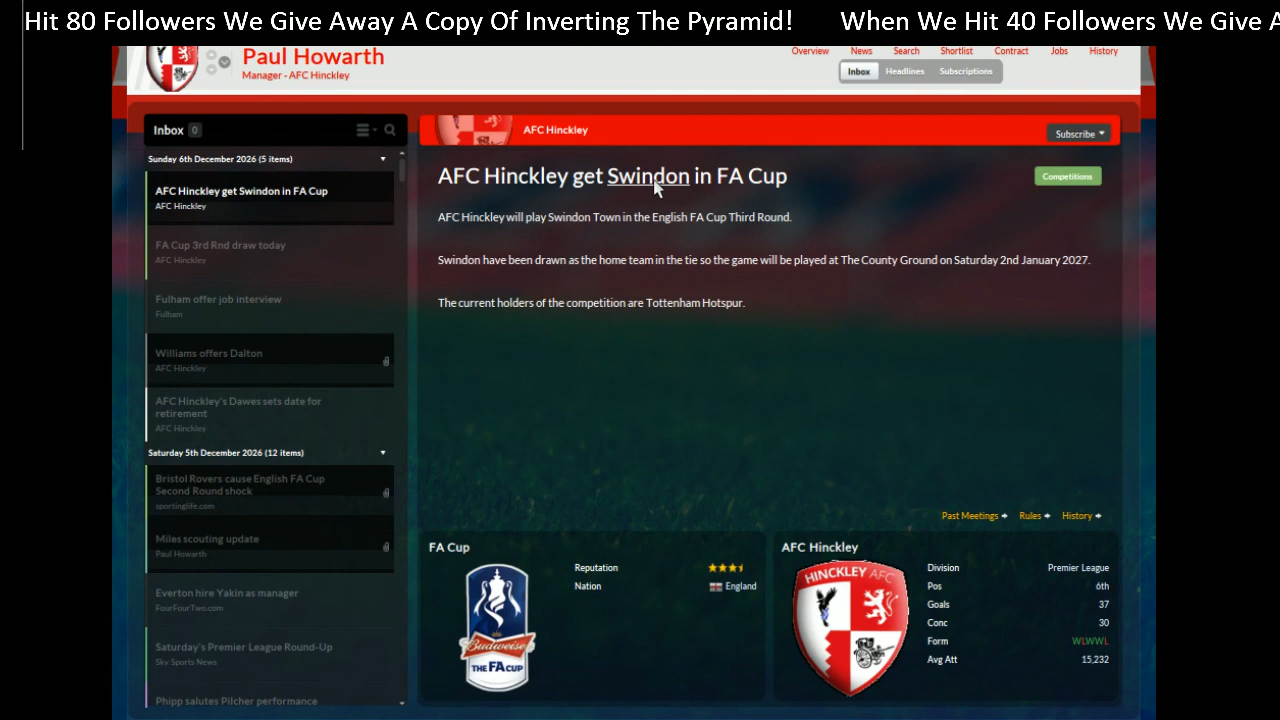 Hit 80 Followers We Give Away A Copy Of Inverting The Pyramid! When We Hit 40 Followers We Give A
Paul Howarth
Manager - AFC Hinckley
Overview News Search Shortlist Contract Jobs History
Inbox Headlines Subscriptions
Inbox 0
Sunday 6th December 2026 (5 items)
AFC Hinckley get Swindon in FA Cup
AFC Hinckley
FA Cup 3rd Rnd draw today
AFC Hinckley
Fulham offer job interview
Fulham
Williams offers Dalton
AFC Hinckley
AFC Hinckley's Dawes sets date for
retirement
AFC Hinckley
Saturday 5th December 2026 (12 items)
Bristol Rovers cause English FA Cup
Second Round shock
sportinglife.com
Miles scouting update
Paul Howarth
Everton hire Yakin as manager
FourFourTwo.com
Saturday's Premier League Round-Up
Sky Sports News
Phipp salutes Pilcher performance
AFC Hinckley
Subscribe
AFC Hinckley get Swindon in FA Cup
Competitions
AFC Hinckley will play Swindon Town in the English FA Cup Third Round.
Swindon have been drawn as the home team in the tie so the game will be played at The County Ground on Saturday 2nd January 2027.
The current holders of the competition are Tottenham Hotspur.
Past Meetings Rules History
FA Cup
Reputation
Nation England
Budweiser
THE FA CUP
AFC Hinckley
HINCKLEY AFC
Division Premier League
Pos 6th
Goals 37
Conc 30
Form WLWWL
Avg Att 15,232